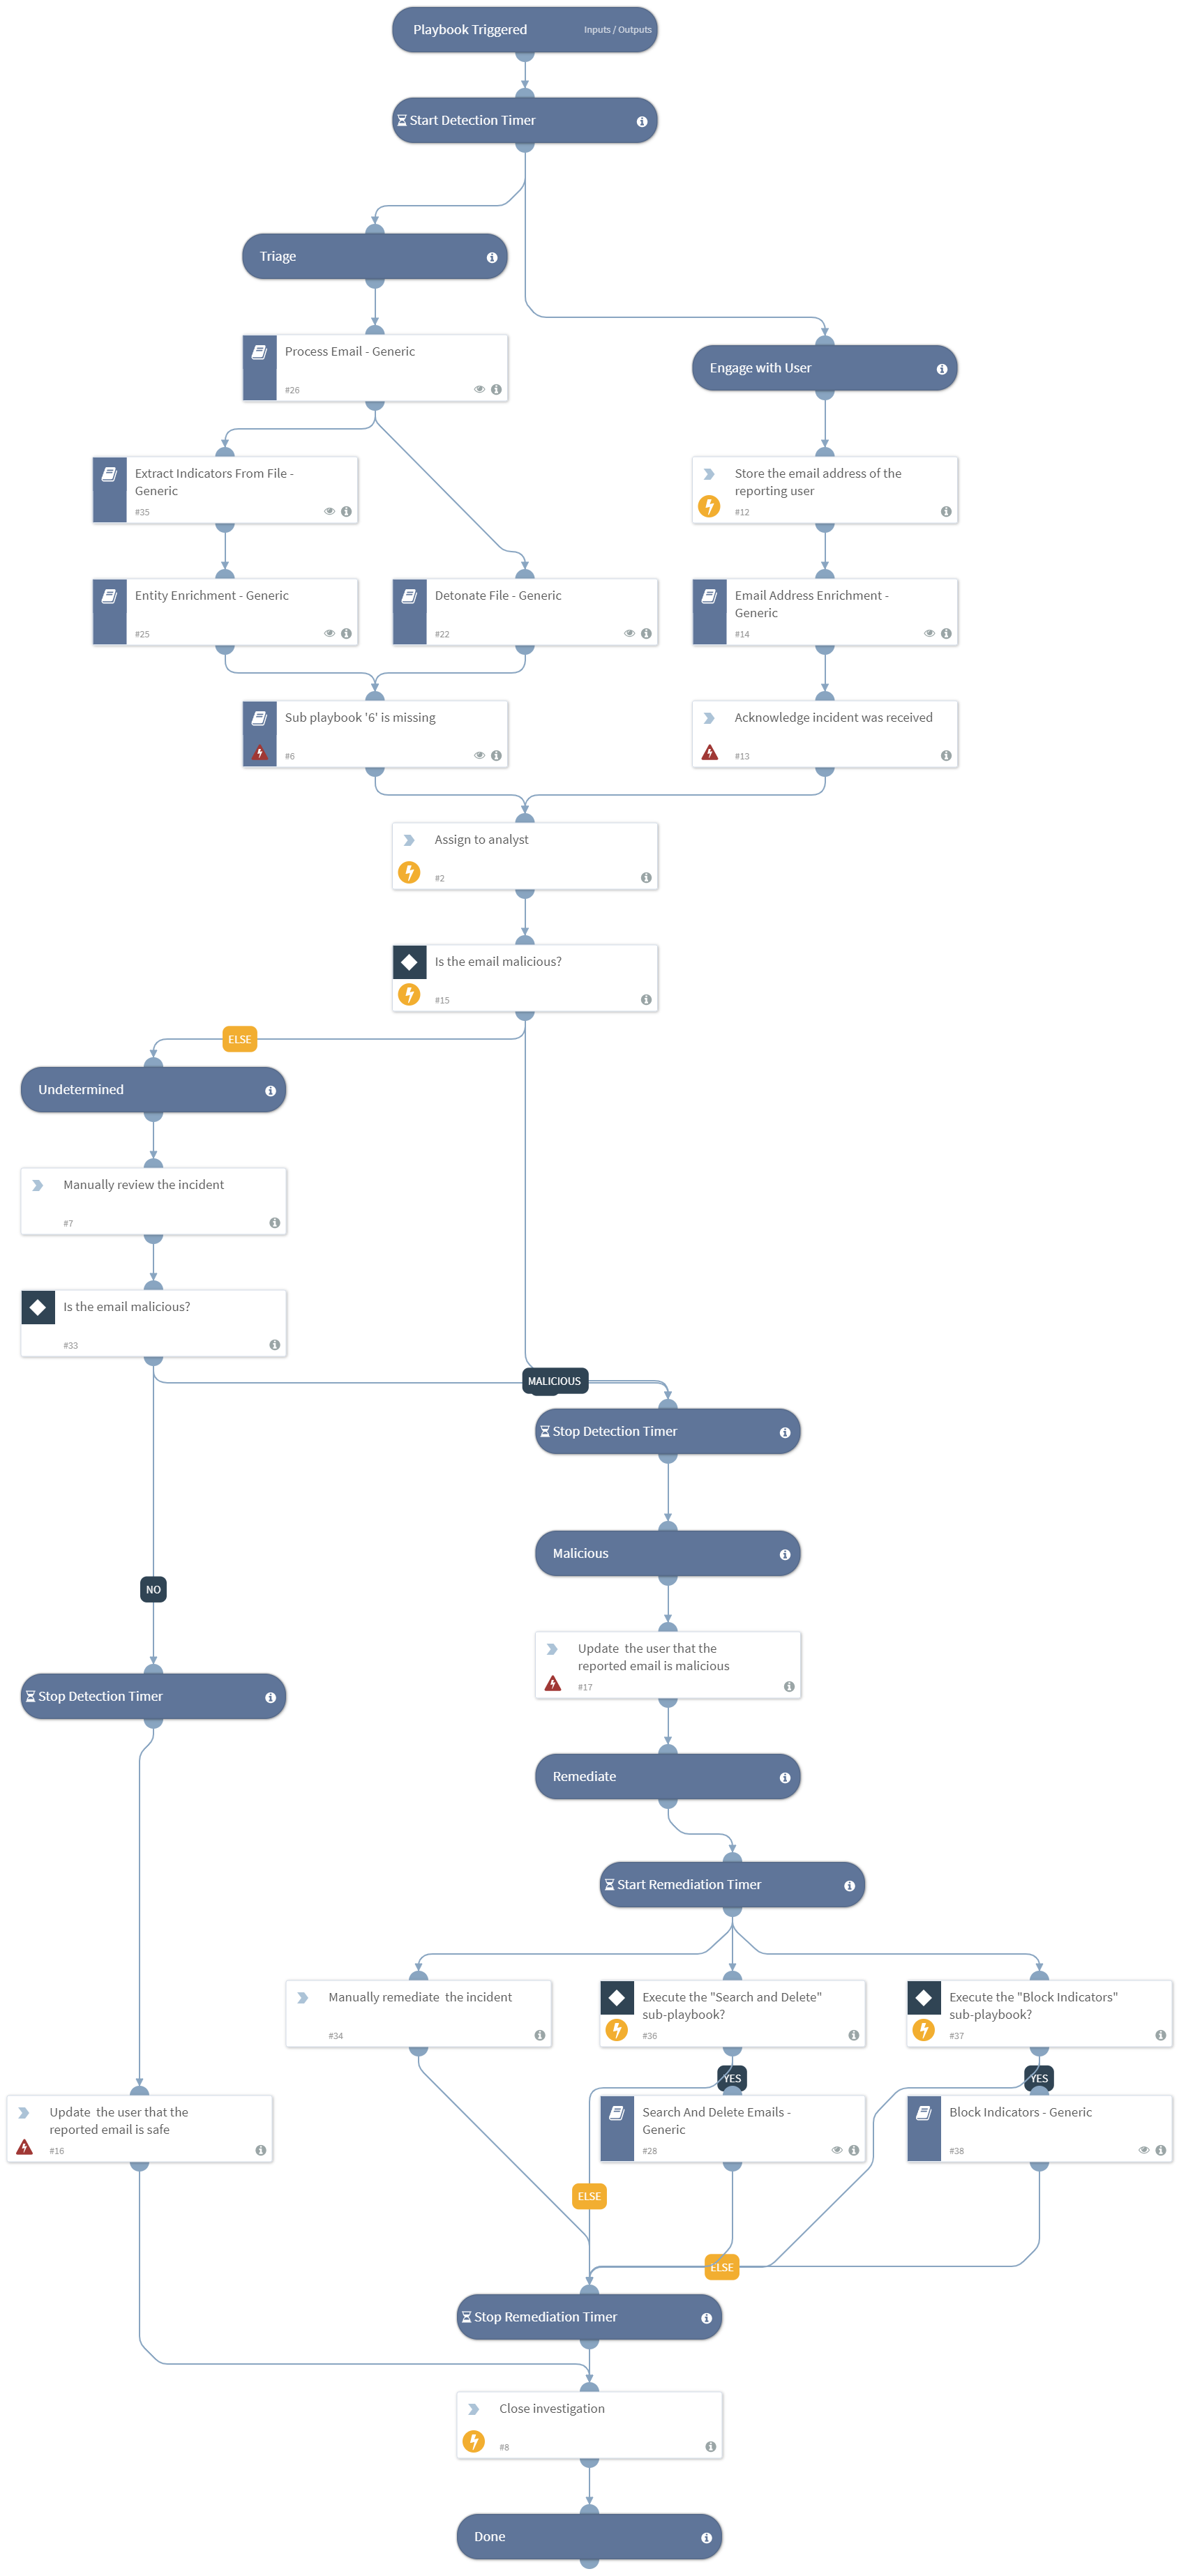 Playbook Triggered
Inputs / Outputs
Start Detection Timer
Triage
Process Email - Generic
#26
Engage with User
Extract Indicators From File -
Generic
#35
Store the email address of the
reporting user
#12
Entity Enrichment - Generic
#25
Detonate File - Generic
#22
Email Address Enrichment -
Generic
#14
Sub playbook '6' is missing
#6
Acknowledge incident was received
#13
Assign to analyst
#2
Is the email malicious?
#15
ELSE
Undetermined
Manually review the incident
#7
Is the email malicious?
#33
MALICIOUS
Stop Detection Timer
Malicious
NO
Update the user that the
reported email is malicious
#17
Stop Detection Timer
Remediate
Start Remediation Timer
Manually remediate the incident
#34
Execute the "Search and Delete"
sub-playbook?
#36
Execute the "Block Indicators"
sub-playbook?
#37
YES
YES
Update the user that the
reported email is safe
#16
Search And Delete Emails -
Generic
#28
Block Indicators - Generic
#38
ELSE
ELSE
Stop Remediation Timer
Close investigation
#8
Done